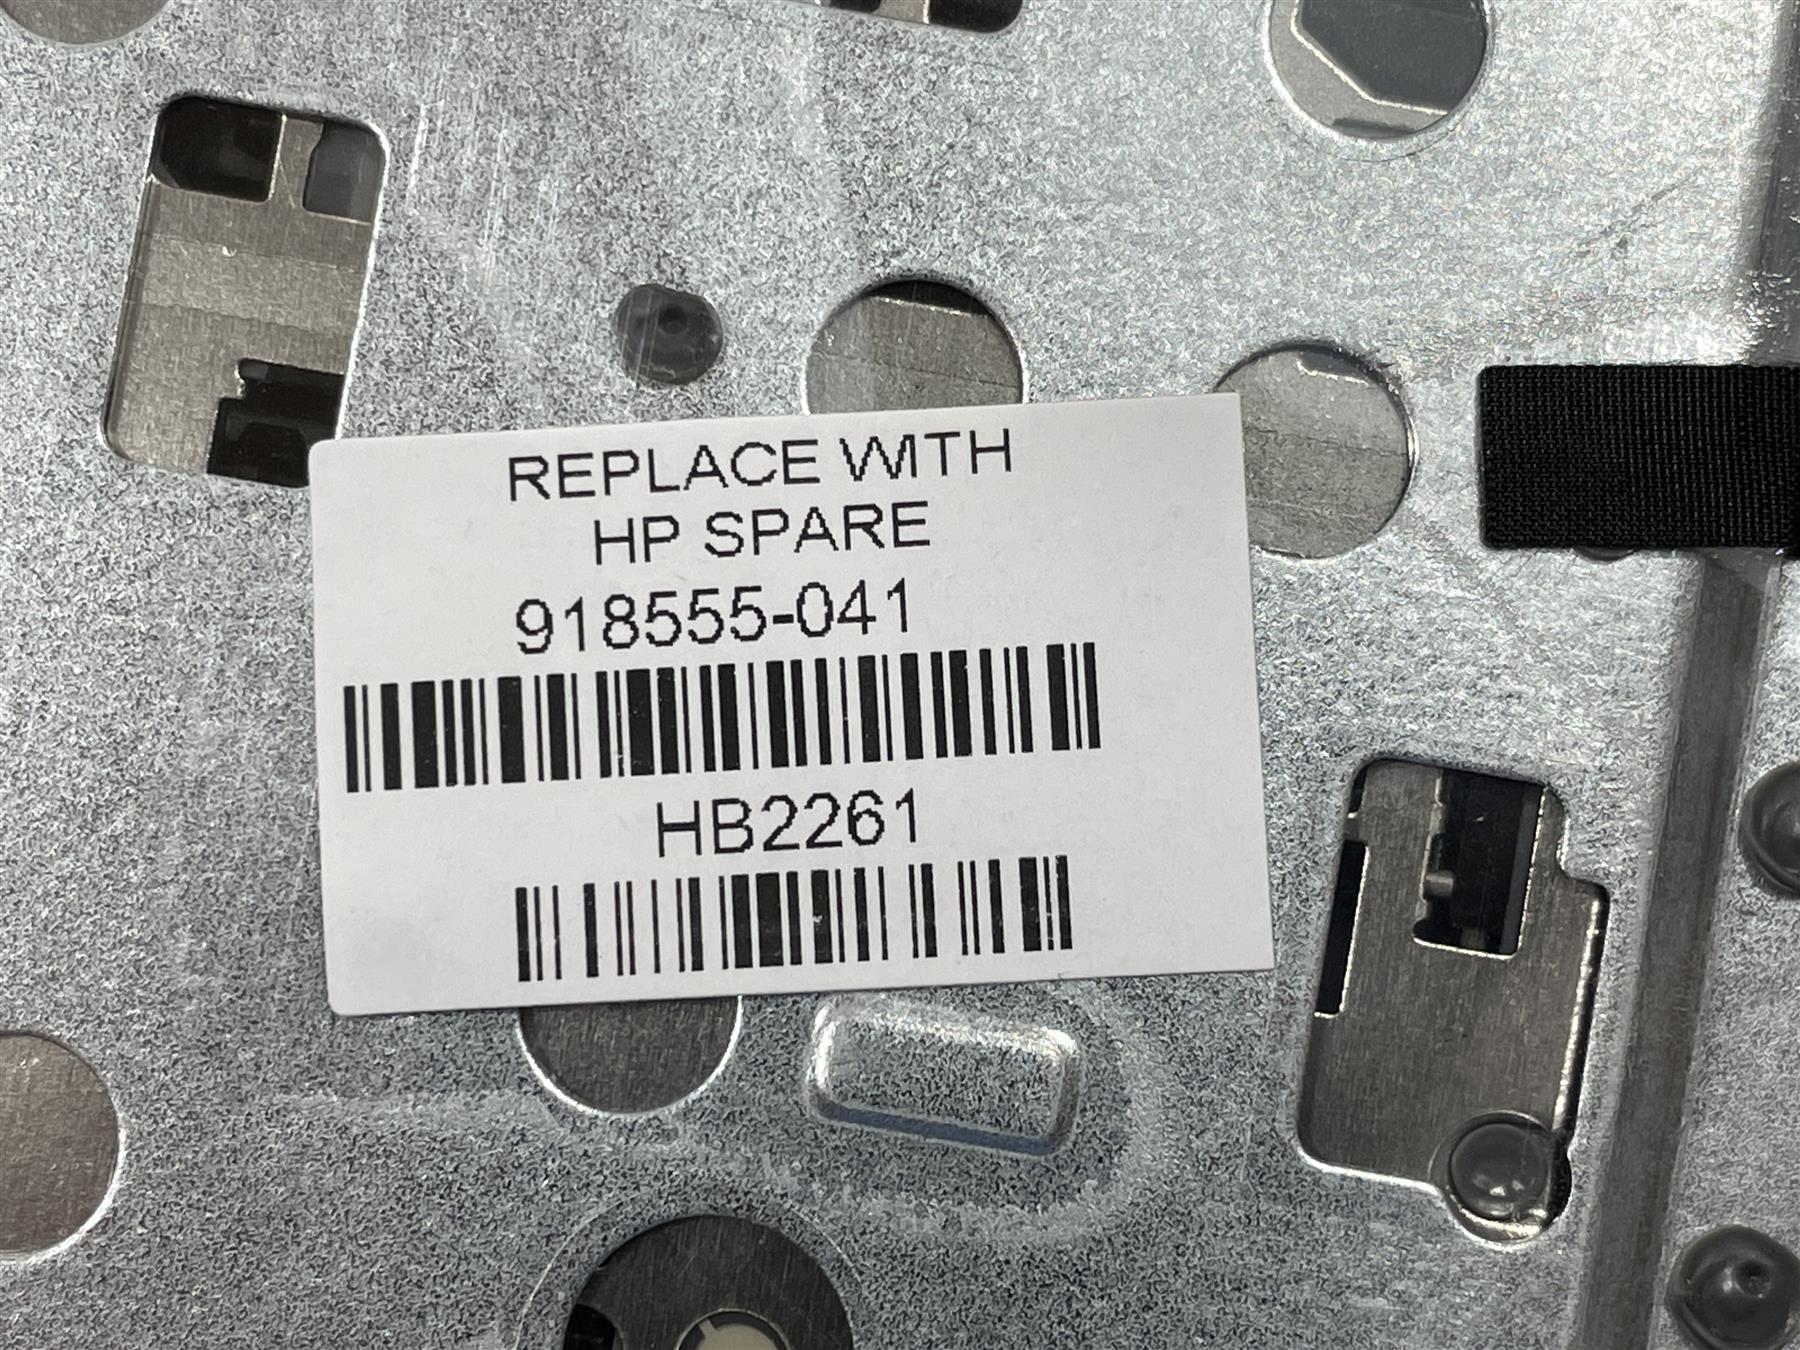 REPLACE WITH
HP SPARE
918555-041
HB2261